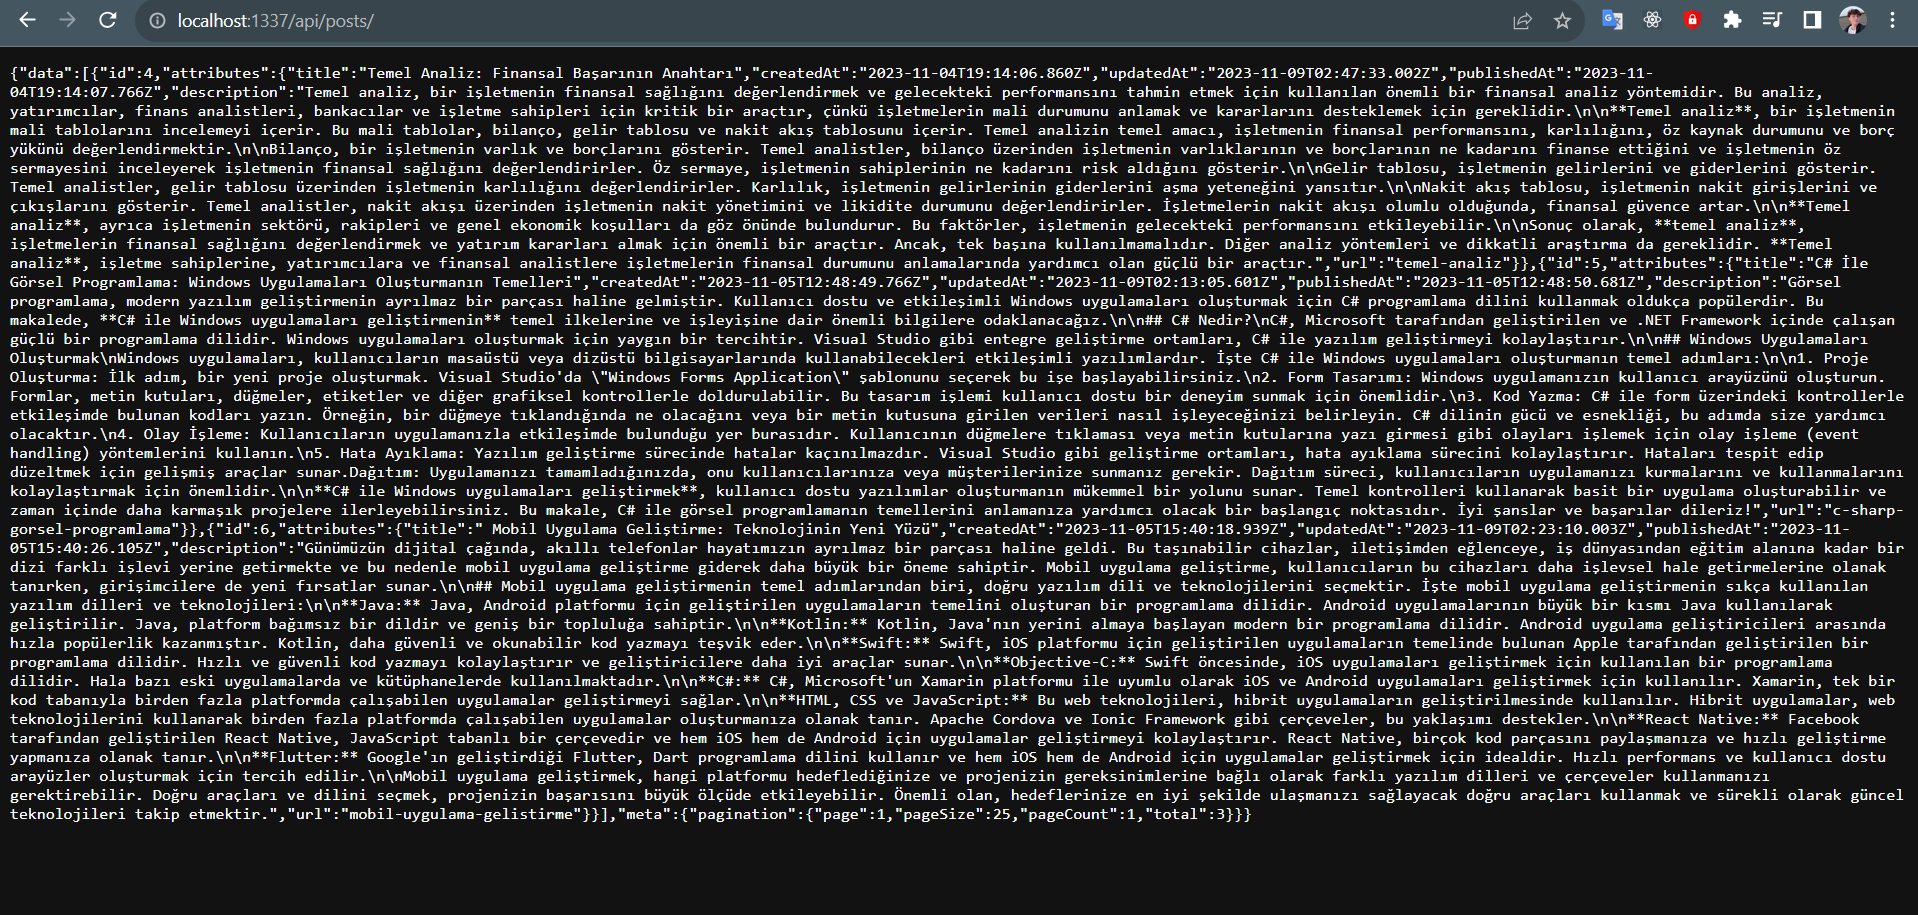 localhost:1337/api/posts/
{"data":[{"id":4,"attributes":{"title":"Temel Analiz: Finansal Başarının Anahtarı","createdAt":"2023-11-04T19:14:06.860Z","updatedAt":"2023-11-09T02:47:33.002Z","publishedAt":"2023-11-
04T19:14:07.766Z","description":"Temel analiz, bir işletmenin finansal sağlığını değerlendirmek ve gelecekteki performansını tahmin etmek için kullanılan önemli bir finansal analiz yöntemidir. Bu analiz,
yatırımcılar, finans analistleri, bankacılar ve işletme sahipleri için kritik bir araçtır, çünkü işletmelerin mali durumunu anlamak ve kararlarını desteklemek için gereklidir.\n\n**Temel analiz**, bir işletmenin
mali tablolarını incelemeyi içerir. Bu mali tablolar, bilanço, gelir tablosu ve nakit akış tablosunu içerir. Temel analizin temel amacı, işletmenin finansal performansını, karlılığını, öz kaynak durumunu ve borç
yükünü değerlendirmektir.\n\nBilanço, bir işletmenin varlık ve borçlarını gösterir. Temel analistler, bilanço üzerinden işletmenin varlıklarının ve borçlarının ne kadarını finanse ettiğini ve işletmenin öz
sermayesini inceleyerek işletmenin finansal sağlığını değerlendirirler. Öz sermaye, işletmenin sahiplerinin ne kadarını risk aldığını gösterir.\n\nGelir tablosu, işletmenin gelirlerini ve giderlerini gösterir.
Temel analistler, gelir tablosu üzerinden işletmenin karlılığını değerlendirirler. Karlılık, işletmenin gelirlerinin giderlerini aşma yeteneğini yansıtır.\n\nNakit akış tablosu, işletmenin nakit girişlerini ve
çıkışlarını gösterir. Temel analistler, nakit akışı üzerinden işletmenin nakit yönetimini ve likidite durumunu değerlendirirler. İşletmelerin nakit akışı olumlu olduğunda, finansal güvence artar.\n\n**Temel
analiz**, ayrıca işletmenin sektörü, rakipleri ve genel ekonomik koşulları da göz önünde bulundurur. Bu faktörler, işletmenin gelecekteki performansını etkileyebilir.\n\nSonuç olarak, **temel analiz**,
işletmelerin finansal sağlığını değerlendirmek ve yatırım kararları almak için önemli bir araçtır. Ancak, tek başına kullanılmamalıdır. Diğer analiz yöntemleri ve dikkatli araştırma da gereklidir. **Temel
analiz**, işletme sahiplerine, yatırımcılara ve finansal analistlere işletmelerin finansal durumunu anlamalarında yardımcı olan güçlü bir araçtır.","url":"temel-analiz"}},{"id":5,"attributes":{"title":"C# İle
Görsel Programlama: Windows Uygulamaları Oluşturmanın Temelleri","createdAt":"2023-11-05T12:48:49.766Z","updatedAt":"2023-11-09T02:13:05.601Z","publishedAt":"2023-11-05T12:48:50.681Z","description":"Görsel
programlama, modern yazılım geliştirmenin ayrılmaz bir parçası haline gelmiştir. Kullanıcı dostu ve etkileşimli Windows uygulamaları oluşturmak için C# programlama dilini kullanmak oldukça popülerdir. Bu
makalede, **C# ile Windows uygulamaları geliştirmenin** temel ilkelerine ve işleyişine dair önemli bilgilere odaklanacağız.\n\n## C# Nedir?\nC#, Microsoft tarafından geliştirilen ve .NET Framework içinde çalışan
güçlü bir programlama dilidir. Windows uygulamaları oluşturmak için yaygın bir tercihtir. Visual Studio gibi entegre geliştirme ortamları, C# ile yazılım geliştirmeyi kolaylaştırır.\n\n## Windows Uygulamaları
Oluşturmak\nWindows uygulamaları, kullanıcıların masaüstü veya dizüstü bilgisayarlarında kullanabilecekleri etkileşimli yazılımlardır. İşte C# ile Windows uygulamaları oluşturmanın temel adımları:\n\n1. Proje
Oluşturma: İlk adım, bir yeni proje oluşturmak. Visual Studio'da \"Windows Forms Application\" şablonunu seçerek bu işe başlayabilirsiniz.\n2. Form Tasarımı: Windows uygulamanızın kullanıcı arayüzünü oluşturun.
Formlar, metin kutuları, düğmeler, etiketler ve diğer grafiksel kontrollerle doldurulabilir. Bu tasarım işlemi kullanıcı dostu bir deneyim sunmak için önemlidir.\n3. Kod Yazma: C# ile form üzerindeki kontrollerle
etkileşimde bulunan kodları yazın. Örneğin, bir düğmeye tıklandığında ne olacağını veya bir metin kutusuna girilen verileri nasıl işleyeceğinizi belirleyin. C# dilinin gücü ve esnekliği, bu adımda size yardımcı
olacaktır.\n4. Olay İşleme: Kullanıcıların uygulamanızla etkileşimde bulunduğu yer burasıdır. Kullanıcının düğmelere tıklaması veya metin kutularına yazı girmesi gibi olayları işlemek için olay işleme (event
handling) yöntemlerini kullanın.\n5. Hata Ayıklama: Yazılım geliştirme sürecinde hatalar kaçınılmazdır. Visual Studio gibi geliştirme ortamları, hata ayıklama sürecini kolaylaştırır. Hataları tespit edip
düzeltmek için gelişmiş araçlar sunar.Dağıtım: Uygulamanızı tamamladığınızda, onu kullanıcılarınıza veya müşterilerinize sunmanız gerekir. Dağıtım süreci, kullanıcıların uygulamanızı kurmalarını ve kullanmalarını
kolaylaştırmak için önemlidir.\n\n**C# ile Windows uygulamaları geliştirmek**, kullanıcı dostu yazılımlar oluşturmanın mükemmel bir yolunu sunar. Temel kontrolleri kullanarak basit bir uygulama oluşturabilir ve
zaman içinde daha karmaşık projelere ilerleyebilirsiniz. Bu makale, C# ile görsel programlamanın temellerini anlamanıza yardımcı olacak bir başlangıç noktasıdır. İyi şanslar ve başarılar dileriz!","url":"c-sharp-
gorsel-programlama"}},{"id":6,"attributes":{"title":" Mobil Uygulama Geliştirme: Teknolojinin Yeni Yüzü","createdAt":"2023-11-05T15:40:18.939Z","updatedAt":"2023-11-09T02:23:10.003Z","publishedAt":"2023-11-
05T15:40:26.105Z","description":"Günümüzün dijital çağında, akıllı telefonlar hayatımızın ayrılmaz bir parçası haline geldi. Bu taşınabilir cihazlar, iletişimden eğlenceye, iş dünyasından eğitim alanına kadar bir
dizi farklı işlevi yerine getirmekte ve bu nedenle mobil uygulama geliştirme giderek daha büyük bir öneme sahiptir. Mobil uygulama geliştirme, kullanıcıların bu cihazları daha işlevsel hale getirmelerine olanak
tanırken, girişimcilere de yeni fırsatlar sunar.\n\n## Mobil uygulama geliştirmenin temel adımlarından biri, doğru yazılım dili ve teknolojilerini seçmektir. İşte mobil uygulama geliştirmenin sıkça kullanılan
yazılım dilleri ve teknolojileri:\n\n**Java:** Java, Android platformu için geliştirilen uygulamaların temelini oluşturan bir programlama dilidir. Android uygulamalarının büyük bir kısmı Java kullanılarak
geliştirilir. Java, platform bağımsız bir dildir ve geniş bir topluluğa sahiptir.\n\n**Kotlin:** Kotlin, Java'nın yerini almaya başlayan modern bir programlama dilidir. Android uygulama geliştiricileri arasında
hızla popülerlik kazanmıştır. Kotlin, daha güvenli ve okunabilir kod yazmayı teşvik eder.\n\n**Swift:** Swift, iOS platformu için geliştirilen uygulamaların temelinde bulunan Apple tarafından geliştirilen bir
programlama dilidir. Hızlı ve güvenli kod yazmayı kolaylaştırır ve geliştiricilere daha iyi araçlar sunar.\n\n**Objective-C:** Swift öncesinde, iOS uygulamaları geliştirmek için kullanılan bir programlama
dilidir. Hala bazı eski uygulamalarda ve kütüphanelerde kullanılmaktadır.\n\n**C#:** C#, Microsoft'un Xamarin platformu ile uyumlu olarak iOS ve Android uygulamaları geliştirmek için kullanılır. Xamarin, tek bir
kod tabanıyla birden fazla platformda çalışabilen uygulamalar geliştirmeyi sağlar.\n\n**HTML, CSS ve JavaScript:** Bu web teknolojileri, hibrit uygulamaların geliştirilmesinde kullanılır. Hibrit uygulamalar, web
teknolojilerini kullanarak birden fazla platformda çalışabilen uygulamalar oluşturmanıza olanak tanır. Apache Cordova ve Ionic Framework gibi çerçeveler, bu yaklaşımı destekler.\n\n**React Native:** Facebook
tarafından geliştirilen React Native, JavaScript tabanlı bir çerçevedir ve hem iOS hem de Android için uygulamalar geliştirmeyi kolaylaştırır. React Native, birçok kod parçasını paylaşmanıza ve hızlı geliştirme
yapmanıza olanak tanır.\n\n**Flutter:** Google'ın geliştirdiği Flutter, Dart programlama dilini kullanır ve hem iOS hem de Android için uygulamalar geliştirmek için idealdir. Hızlı performans ve kullanıcı dostu
arayüzler oluşturmak için tercih edilir.\n\nMobil uygulama geliştirmek, hangi platformu hedeflediğinize ve projenizin gereksinimlerine bağlı olarak farklı yazılım dilleri ve çerçeveler kullanmanızı
gerektirebilir. Doğru araçları ve dilini seçmek, projenizin başarısını büyük ölçüde etkileyebilir. Önemli olan, hedeflerinize en iyi şekilde ulaşmanızı sağlayacak doğru araçları kullanmak ve sürekli olarak güncel
teknolojileri takip etmektir.","url":"mobil-uygulama-gelistirme"}}],"meta":{"pagination":{"page":1,"pageSize":25,"pageCount":1,"total":3}}}